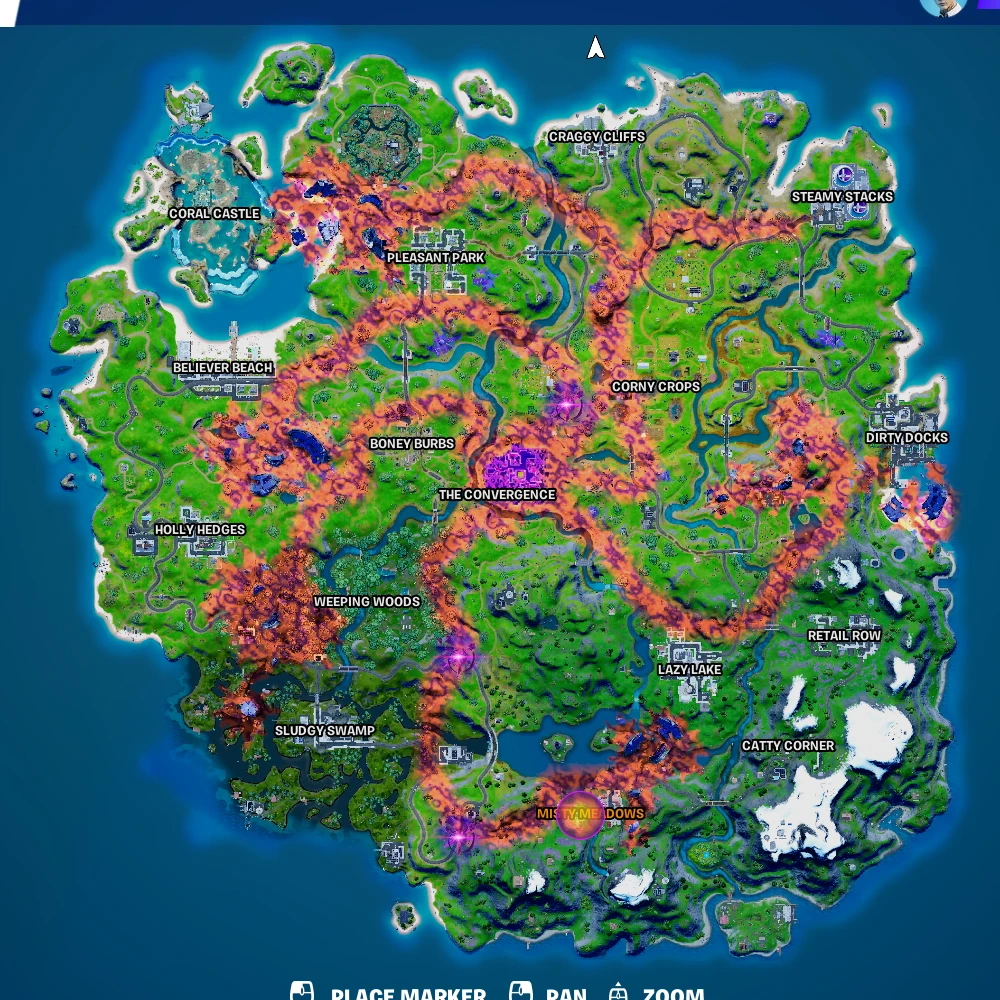 CRAGGY CLIFFS
STEAMY STACKS
CORAL CASTLE
PLEASANT PARK
BELIEVER BEACH
CORNY CROPS
DIRTY DOCKS
BONEY BURBS
THE CONVERGENCE
HOLLY HEDGES
WEEPING WOODS
RETAIL ROW
LAZY LAKE
SLUDGY SWAMP
CATTY CORNER
MISTY MEADOWS
PLACE MARKER PAN ZOOM